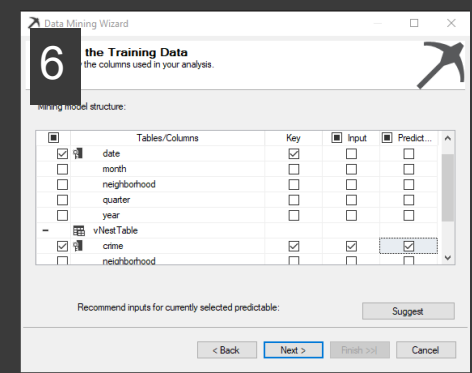 Data Mining Wizard
6
the Training Data
the columns used in your analysis.
Mining model structure:
Tables/Columns Key Input Predict...
date
month
neighborhood
quarter
year
vNestTable
crime
neighborhood
Recommend inputs for currently selected predictable:
Suggest
< Back Next > Finish >>| Cancel